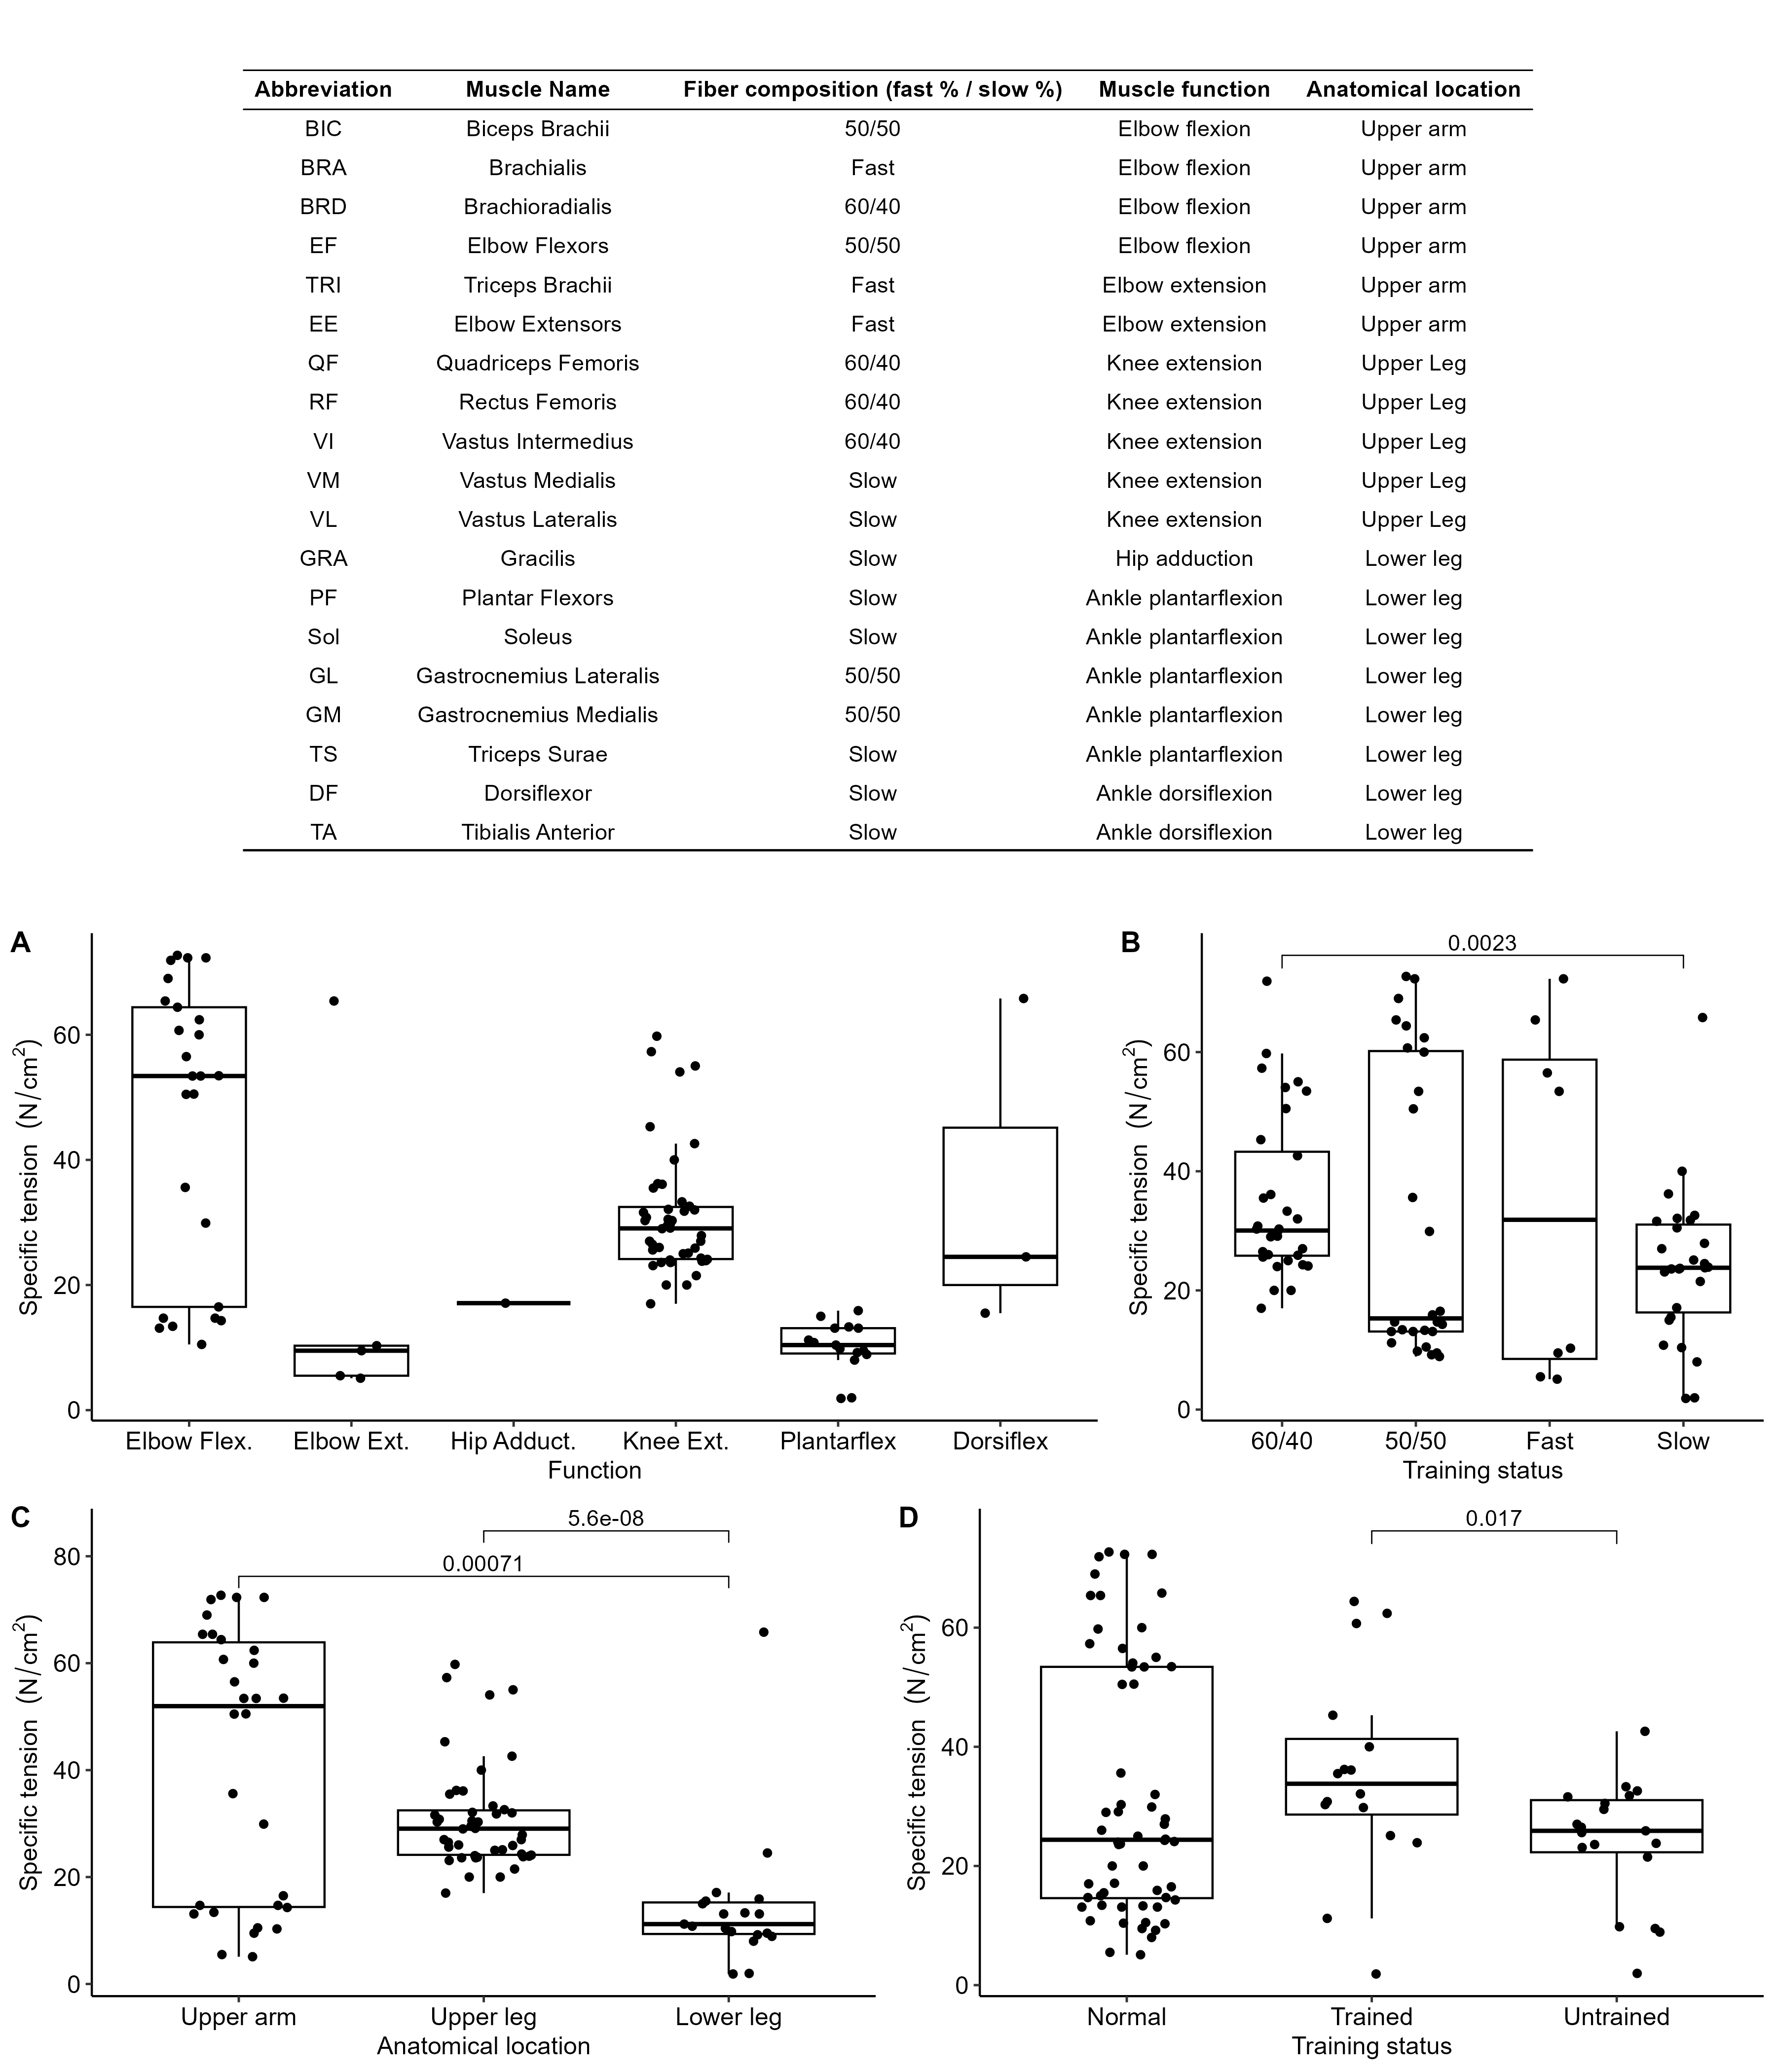 Abbreviation Muscle Name Fiber composition (fast % / slow %) Muscle function Anatomical location
BIC Biceps Brachii 50/50 Elbow flexion Upper arm
BRA Brachialis Fast Elbow flexion Upper arm
BRD Brachioradialis 60/40 Elbow flexion Upper arm
EF Elbow Flexors 50/50 Elbow flexion Upper arm
TRI Triceps Brachii Fast Elbow extension Upper arm
EE Elbow Extensors Fast Elbow extension Upper arm
QF Quadriceps Femoris 60/40 Knee extension Upper Leg
RF Rectus Femoris 60/40 Knee extension Upper Leg
VI Vastus Intermedius 60/40 Knee extension Upper Leg
VM Vastus Medialis Slow Knee extension Upper Leg
VL Vastus Lateralis Slow Knee extension Upper Leg
GRA Gracilis Slow Hip adduction Lower leg
PF Plantar Flexors Slow Ankle plantarflexion Lower leg
Sol Soleus Slow Ankle plantarflexion Lower leg
GL Gastrocnemius Lateralis 50/50 Ankle plantarflexion Lower leg
GM Gastrocnemius Medialis 50/50 Ankle plantarflexion Lower leg
TS Triceps Surae Slow Ankle plantarflexion Lower leg
DF Dorsiflexor Slow Ankle dorsiflexion Lower leg
TA Tibialis Anterior Slow Ankle dorsiflexion Lower leg
A
Specific tension (N/cm²)
60
40
20
0
Elbow Flex. Elbow Ext. Hip Adduct. Knee Ext. Plantarflex Dorsiflex
Function
B
0.0023
Specific tension (N/cm²)
60
40
20
0
60/40 50/50 Fast Slow
Training status
C
5.6e-08
0.00071
Specific tension (N/cm²)
80
60
40
20
0
Upper arm Upper leg Lower leg
Anatomical location
D
0.017
Specific tension (N/cm²)
60
40
20
0
Normal Trained Untrained
Training status